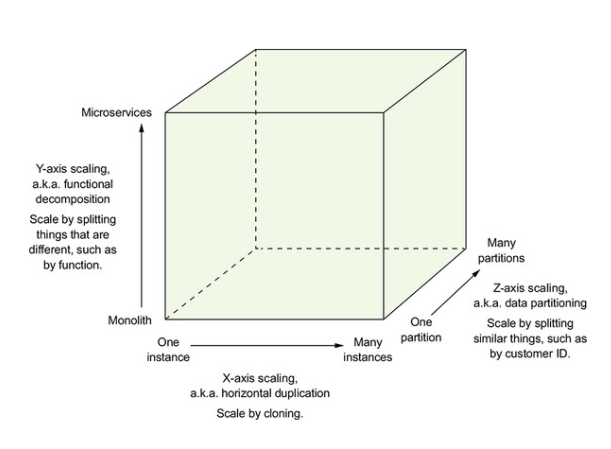 Microservices
Y-axis scaling,
a.k.a. functional
decomposition
Scale by splitting
things that are
different, such as
by function.
Monolith
One
instance
Many
instances
X-axis scaling,
a.k.a. horizontal duplication
Scale by cloning.
One
partition
Many
partitions
Z-axis scaling,
a.k.a. data partitioning
Scale by splitting
similar things, such as
by customer ID.